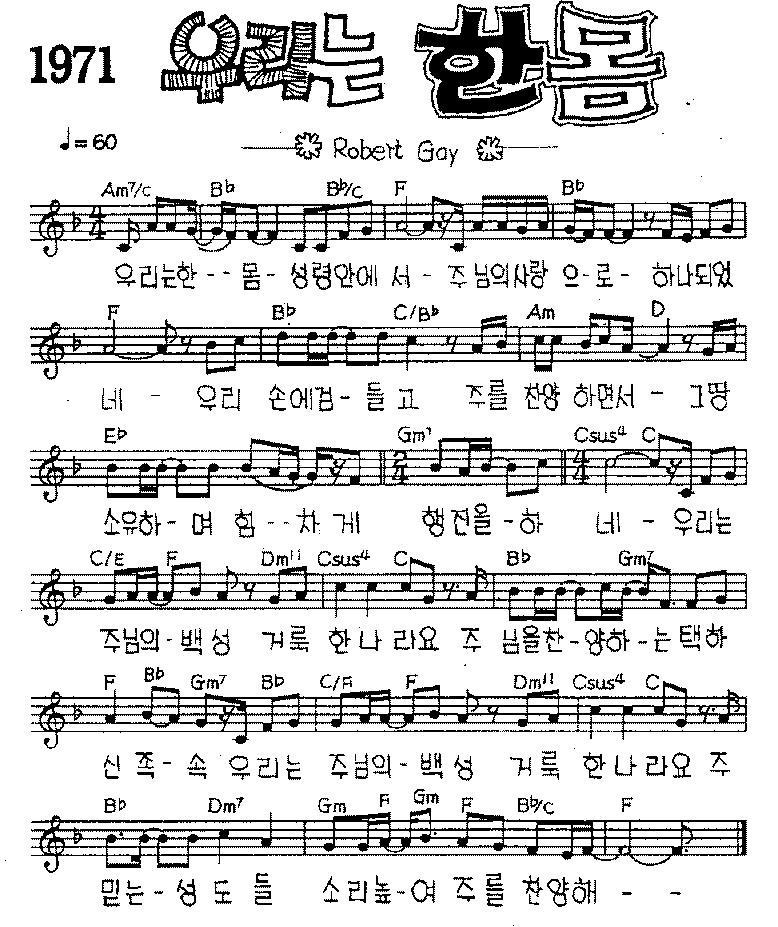 1971 우리는 한몸
♩=60
Robert Gay
Am7/C Bb Bb/C F Bb
우리는한-- 몸- 성령안에 서- 주님의사랑 으-로- 하나되었
F Bb C/Bb Am D
네 - 우리 손에검-들고 주를 찬양 하면서 - 그땅
Eb Gm7 Csus4 C
소유하-며 힘--차게 행진을-하 네 - 우리는
C/E F Dm11 Csus4 C Bb Gm7
주님의-백성 거룩 한나라요 주 님을찬-양하-는택하
F Bb Gm7 Bb C/E F Dm11 Csus4 C
신 족-속 우리는 주님의-백성 거룩 한나라요 주
Bb Dm7 Gm F Gm F Bb/C F
믿는-성도들 소리높-여 주를 찬양해 - -